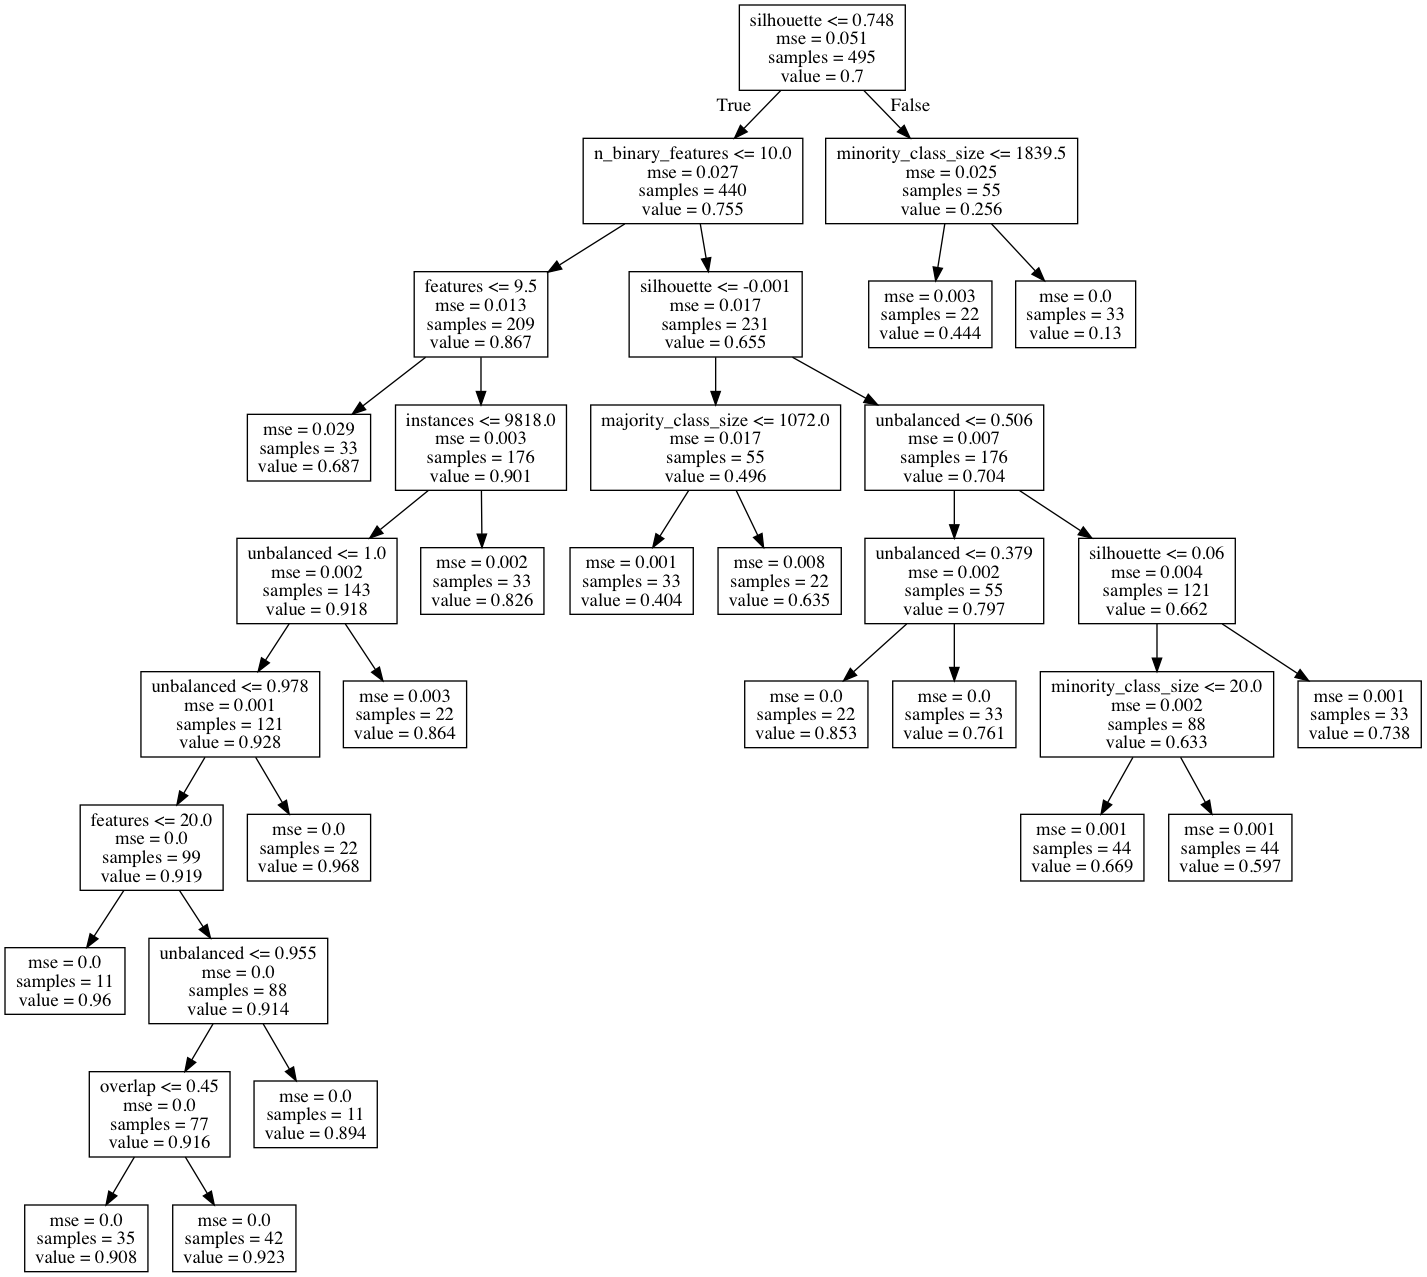 silhouette <= 0.748
mse = 0.051
samples = 495
value = 0.7
True
False
n_binary_features <= 10.0
mse = 0.027
samples = 440
value = 0.755
minority_class_size <= 1839.5
mse = 0.025
samples = 55
value = 0.256
features <= 9.5
mse = 0.013
samples = 209
value = 0.867
silhouette <= -0.001
mse = 0.017
samples = 231
value = 0.655
mse = 0.003
samples = 22
value = 0.444
mse = 0.0
samples = 33
value = 0.13
mse = 0.029
samples = 33
value = 0.687
instances <= 9818.0
mse = 0.003
samples = 176
value = 0.901
majority_class_size <= 1072.0
mse = 0.017
samples = 55
value = 0.496
unbalanced <= 0.506
mse = 0.007
samples = 176
value = 0.704
unbalanced <= 1.0
mse = 0.002
samples = 143
value = 0.918
mse = 0.002
samples = 33
value = 0.826
mse = 0.001
samples = 33
value = 0.404
mse = 0.008
samples = 22
value = 0.635
unbalanced <= 0.379
mse = 0.002
samples = 55
value = 0.797
silhouette <= 0.06
mse = 0.004
samples = 121
value = 0.662
unbalanced <= 0.978
mse = 0.001
samples = 121
value = 0.928
mse = 0.003
samples = 22
value = 0.864
mse = 0.0
samples = 22
value = 0.853
mse = 0.0
samples = 33
value = 0.761
minority_class_size <= 20.0
mse = 0.002
samples = 88
value = 0.633
mse = 0.001
samples = 33
value = 0.738
features <= 20.0
mse = 0.0
samples = 99
value = 0.919
mse = 0.0
samples = 22
value = 0.968
mse = 0.001
samples = 44
value = 0.669
mse = 0.001
samples = 44
value = 0.597
mse = 0.0
samples = 11
value = 0.96
unbalanced <= 0.955
mse = 0.0
samples = 88
value = 0.914
overlap <= 0.45
mse = 0.0
samples = 77
value = 0.916
mse = 0.0
samples = 11
value = 0.894
mse = 0.0
samples = 35
value = 0.908
mse = 0.0
samples = 42
value = 0.923